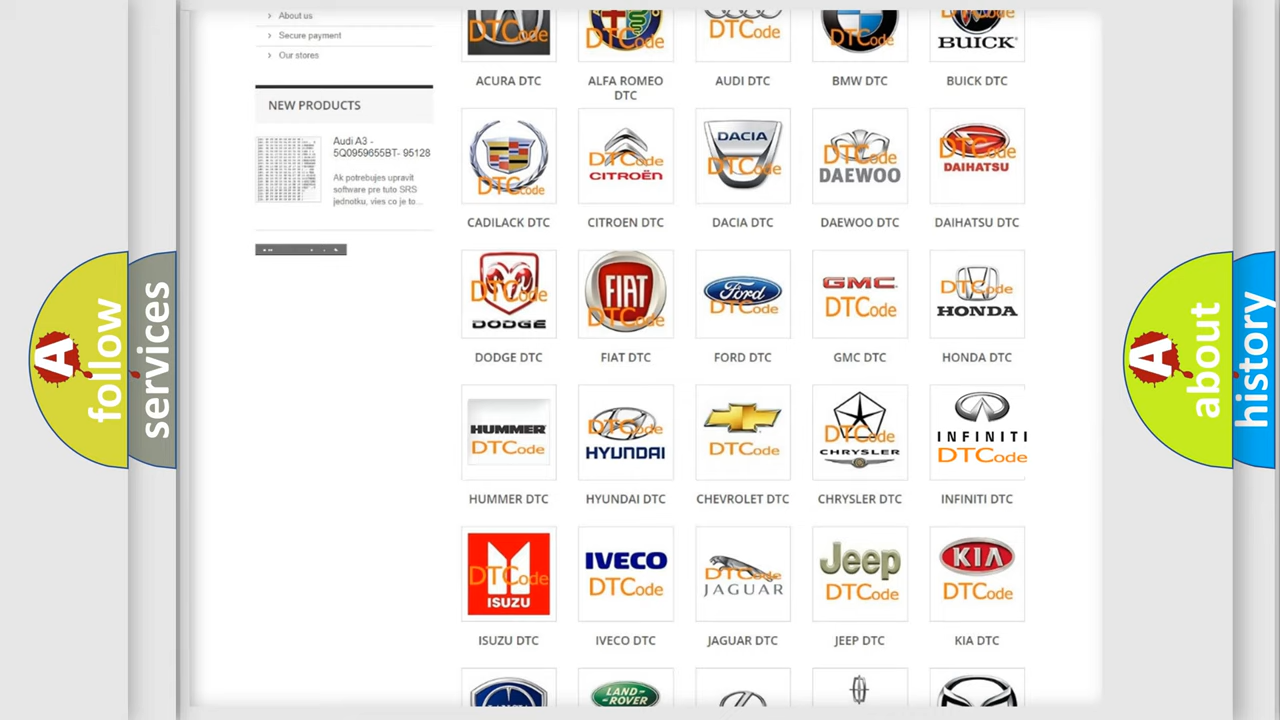 About us
Secure payment
Our stores
NEW PRODUCTS
Audi A3 -
5Q0959655BT- 95128
Ak potrebujes upravit
software pre tuto SRS
jednotku, vies co je to...
DTCode
DTCode
DTCode
DTCode
BUICK
ACURA DTC
ALFA ROMEO
DTC
AUDI DTC
BMW DTC
BUICK DTC
DTCode
DTCode
CITROËN
DACIA
DTCode
DTCode
DAEWOO
DTCode
DAIHATSU
CADILACK DTC
CITROEN DTC
DACIA DTC
DAEWOO DTC
DAIHATSU DTC
DTCode
DODGE
FIAT
DTCode
Ford
DTCode
GMC
DTCode
DTCode
HONDA
DODGE DTC
FIAT DTC
FORD DTC
GMC DTC
HONDA DTC
HUMMER
DTCode
DTCode
HYUNDAI
DTCode
DTCode
CHRYSLER
INFINITI
DTCode
HUMMER DTC
HYUNDAI DTC
CHEVROLET DTC
CHRYSLER DTC
INFINITI DTC
DTCode
ISUZU
IVECO
DTCode
DTCode
JAGUAR
Jeep
DTCode
KIA
DTCode
ISUZU DTC
IVECO DTC
JAGUAR DTC
JEEP DTC
KIA DTC
LAND-
ROVER
A
follow
services
A
about
history